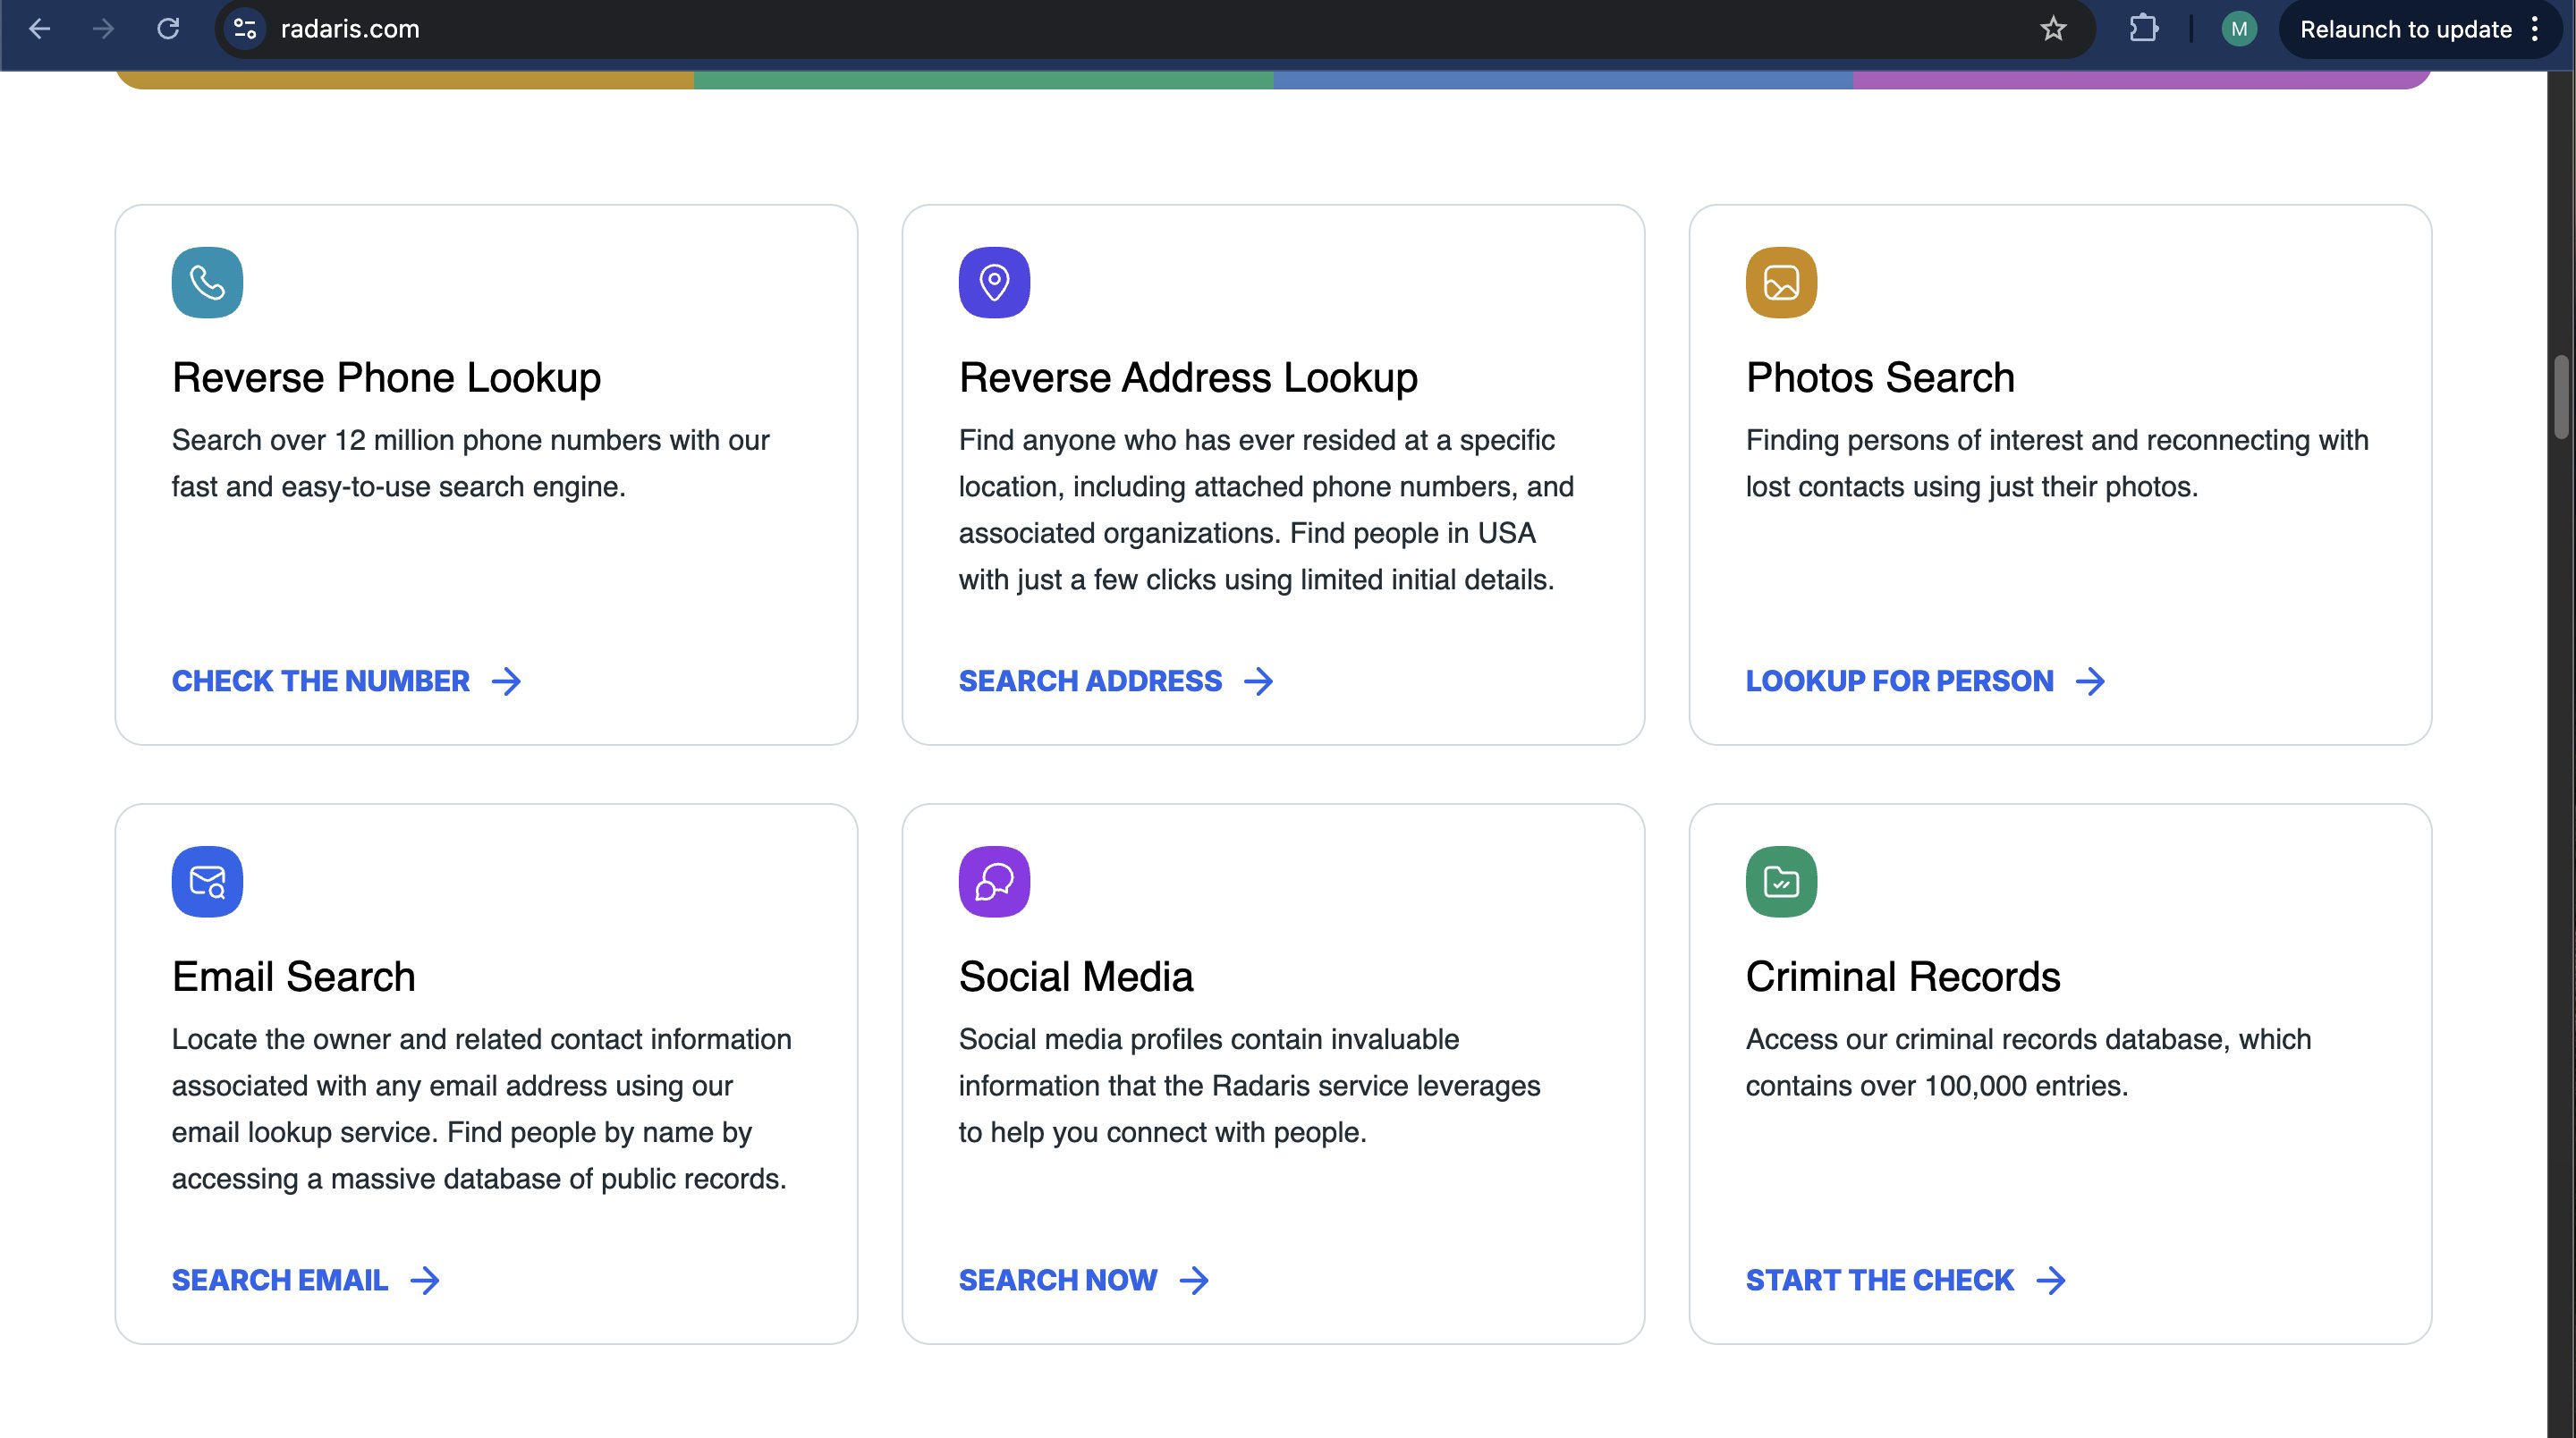 radaris.com
M
Relaunch to update
Reverse Phone Lookup
Search over 12 million phone numbers with our
fast and easy-to-use search engine.
CHECK THE NUMBER
Reverse Address Lookup
Find anyone who has ever resided at a specific
location, including attached phone numbers, and
associated organizations. Find people in USA
with just a few clicks using limited initial details.
SEARCH ADDRESS
Photos Search
Finding persons of interest and reconnecting with
lost contacts using just their photos.
LOOKUP FOR PERSON
Email Search
Locate the owner and related contact information
associated with any email address using our
email lookup service. Find people by name by
accessing a massive database of public records.
SEARCH EMAIL
Social Media
Social media profiles contain invaluable
information that the Radaris service leverages
to help you connect with people.
SEARCH NOW
Criminal Records
Access our criminal records database, which
contains over 100,000 entries.
START THE CHECK